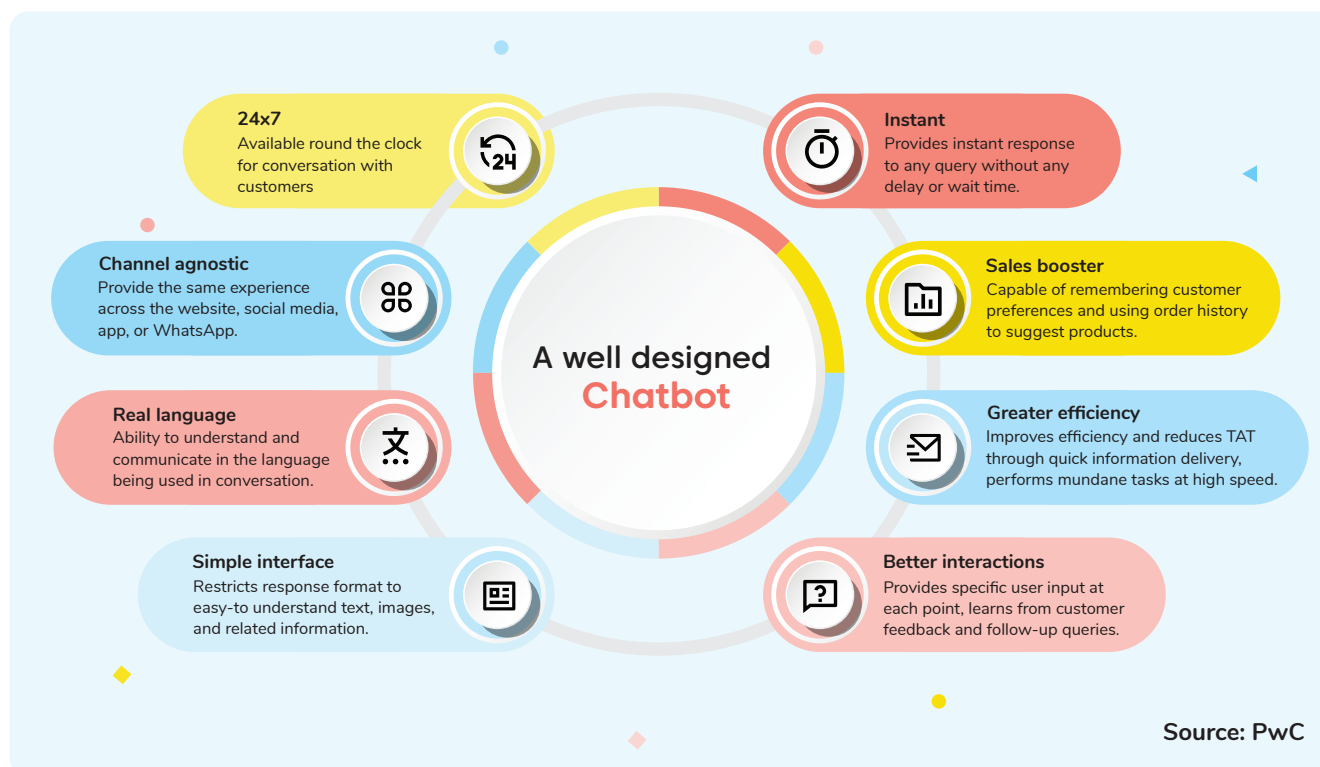 24x7
Available round the clock
for conversation with
customers
24
Instant
Provides instant response
to any query without any
delay or wait time.
Channel agnostic
Provide the same experience
across the website, social media,
app, or WhatsApp.
Sales booster
Capable of remembering customer
preferences and using order history
to suggest products.
A well designed
Chatbot
Real language
Ability to understand and
communicate in the language
being used in conversation.
文
Greater efficiency
Improves efficiency and reduces TAT
through quick information delivery,
performs mundane tasks at high speed.
Simple interface
Restricts response format to
easy-to understand text, images,
and related information.
?
Better interactions
Provides specific user input at
each point, learns from customer
feedback and follow-up queries.
Source: PwC